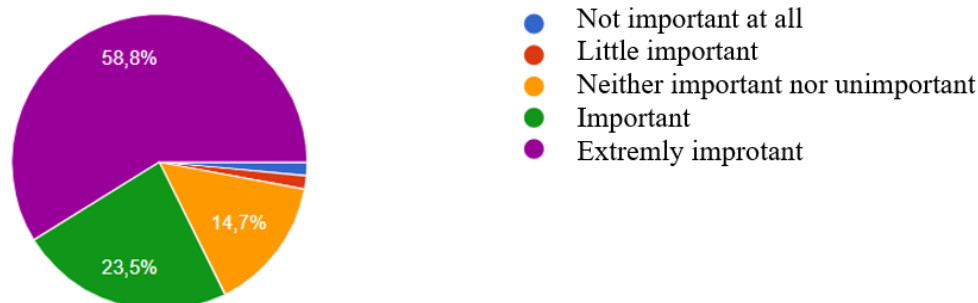 58,8%
14,7%
23,5%
Not important at all
Little important
Neither important nor unimportant
Important
Extremly improtant